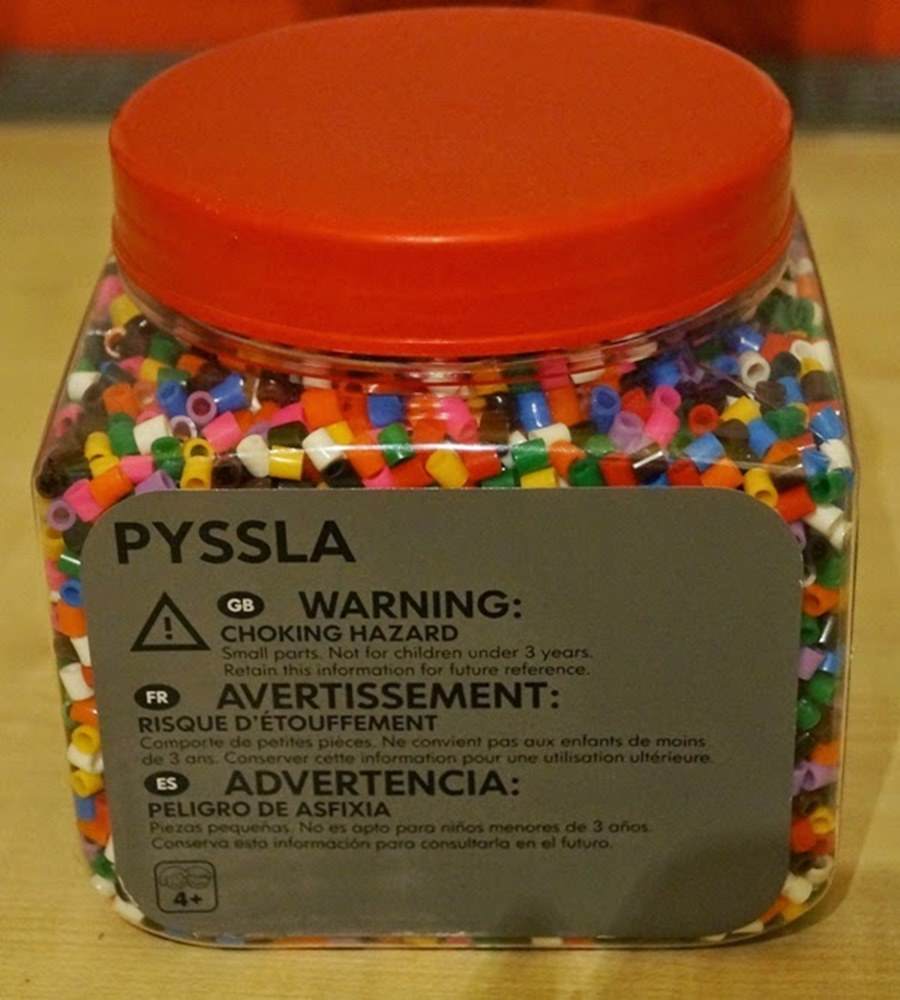 PYSSLA
GB WARNING:
CHOKING HAZARD
Small parts. Not for children under 3 years.
Retain this information for future reference.
FR AVERTISSEMENT:
RISQUE D'ÉTOUFFEMENT
Comporte de petites pièces. Ne convient pas aux enfants de moins
de 3 ans. Conserver cette information pour une utilisation ultérieure.
ES ADVERTENCIA:
PELIGRO DE ASFIXIA
Piezas pequeñas. No es apto para niños menores de 3 años.
Conserva esta información para consultarla en el futuro.
4+